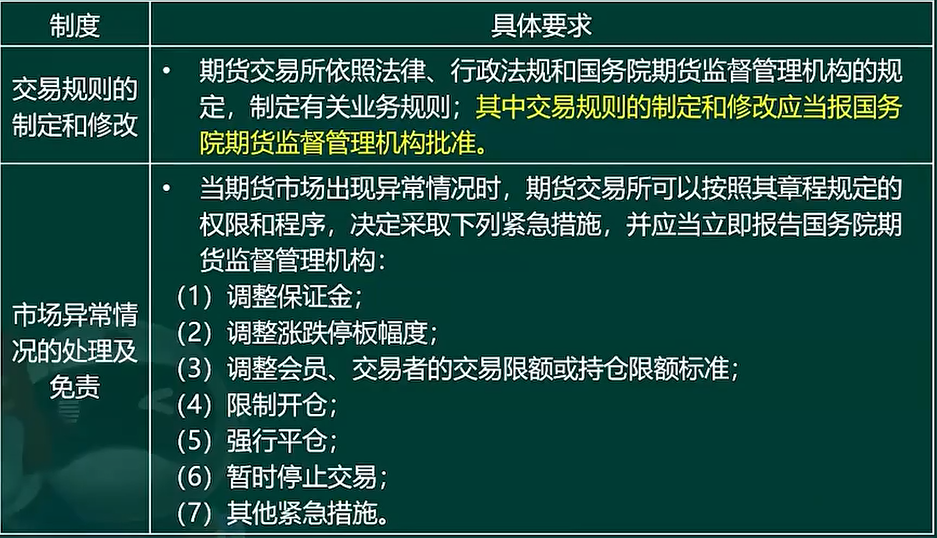 制度
具体要求
交易规则的
制定和修改
• 期货交易所依照法律、行政法规和国务院期货监督管理机构的规
定，制定有关业务规则；其中交易规则的制定和修改应当报国务
院期货监督管理机构批准。
市场异常情
况的处理及
免责
• 当期货市场出现异常情况时，期货交易所可以按照其章程规定的
权限和程序，决定采取下列紧急措施，并应当立即报告国务院期
货监督管理机构：
（1）调整保证金；
（2）调整涨跌停板幅度；
（3）调整会员、交易者的交易限额或持仓限额标准；
（4）限制开仓；
（5）强行平仓；
（6）暂时停止交易；
（7）其他紧急措施。